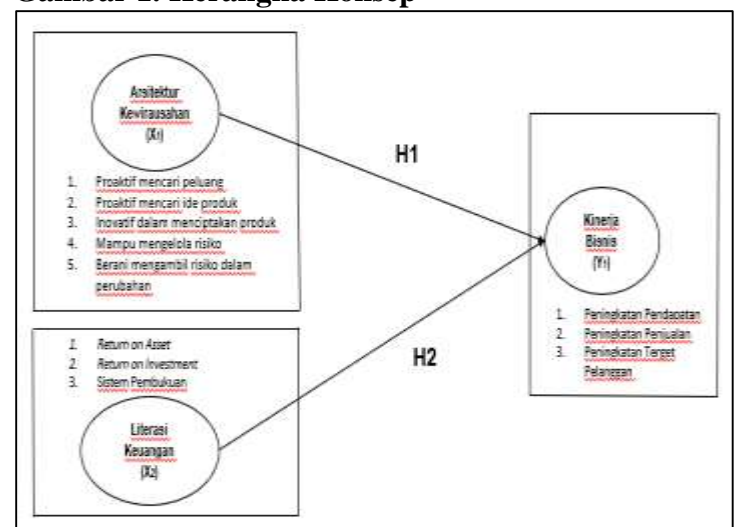 Gambar 1. Kerangka Konsep
Arsitektur
Kewirausahan
(X1)
1. Proaktif mencari peluang
2. Proaktif mencari ide produk
3. Inovatif dalam menciptakan produk
4. Mampu mengelola risiko
5. Berani mengambil risiko dalam
perubahan
H1
Kinerja
Bisnis
(Y1)
1. Peningkatan Pendapatan
2. Peningkatan Penjualan
3. Peningkatan Target
Pelanggan
1. Return on Asset
2. Return on Investment
3. Sistem Pembukuan
H2
Literasi
Keuangan
(X2)